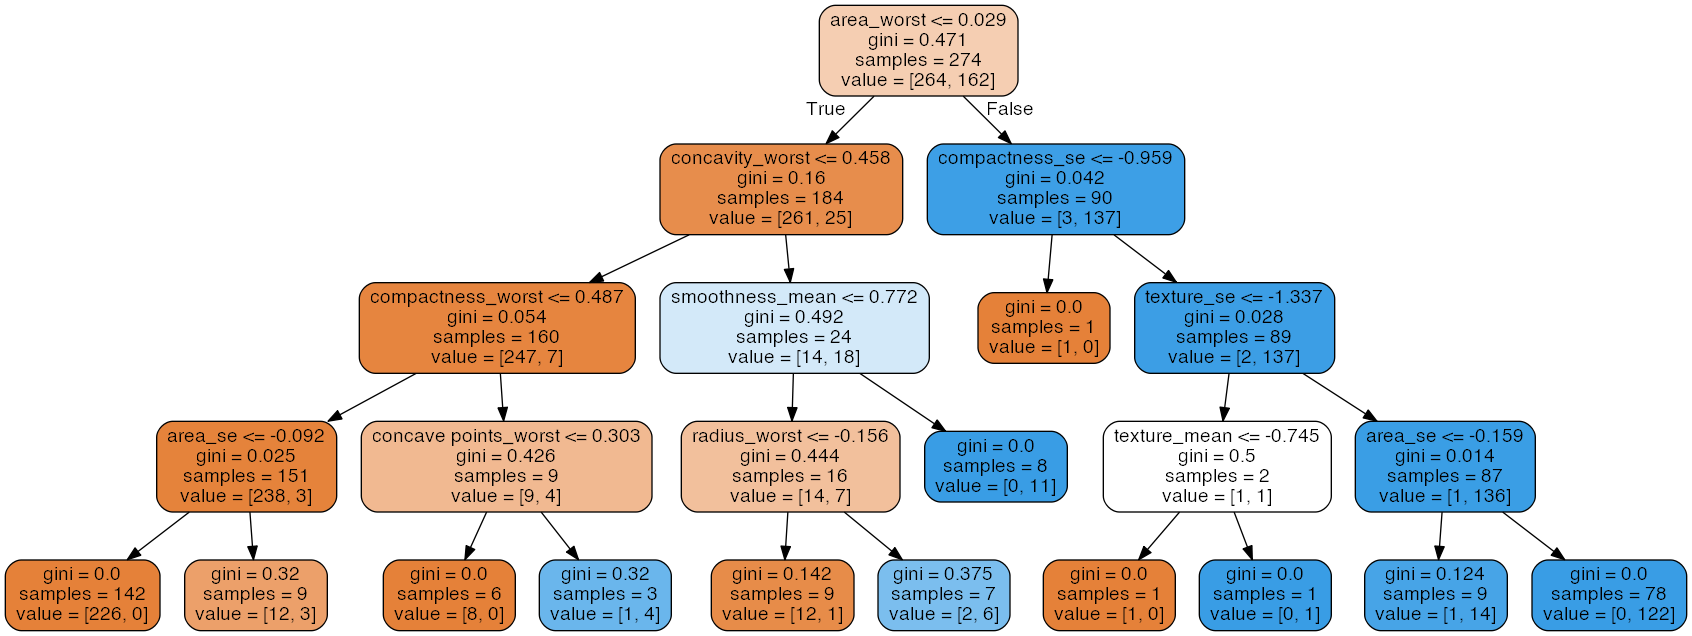 area_worst <= 0.029
gini = 0.471
samples = 274
value = [264, 162]
True
False
concavity_worst <= 0.458
gini = 0.16
samples = 184
value = [261, 25]
compactness_se <= -0.959
gini = 0.042
samples = 90
value = [3, 137]
compactness_worst <= 0.487
gini = 0.054
samples = 160
value = [247, 7]
smoothness_mean <= 0.772
gini = 0.492
samples = 24
value = [14, 18]
gini = 0.0
samples = 1
value = [1, 0]
texture_se <= -1.337
gini = 0.028
samples = 89
value = [2, 137]
area_se <= -0.092
gini = 0.025
samples = 151
value = [238, 3]
concave points_worst <= 0.303
gini = 0.426
samples = 9
value = [9, 4]
radius_worst <= -0.156
gini = 0.444
samples = 16
value = [14, 7]
gini = 0.0
samples = 8
value = [0, 11]
texture_mean <= -0.745
gini = 0.5
samples = 2
value = [1, 1]
area_se <= -0.159
gini = 0.014
samples = 87
value = [1, 136]
gini = 0.0
samples = 142
value = [226, 0]
gini = 0.32
samples = 9
value = [12, 3]
gini = 0.0
samples = 6
value = [8, 0]
gini = 0.32
samples = 3
value = [1, 4]
gini = 0.142
samples = 9
value = [12, 1]
gini = 0.375
samples = 7
value = [2, 6]
gini = 0.0
samples = 1
value = [1, 0]
gini = 0.0
samples = 1
value = [0, 1]
gini = 0.124
samples = 9
value = [1, 14]
gini = 0.0
samples = 78
value = [0, 122]